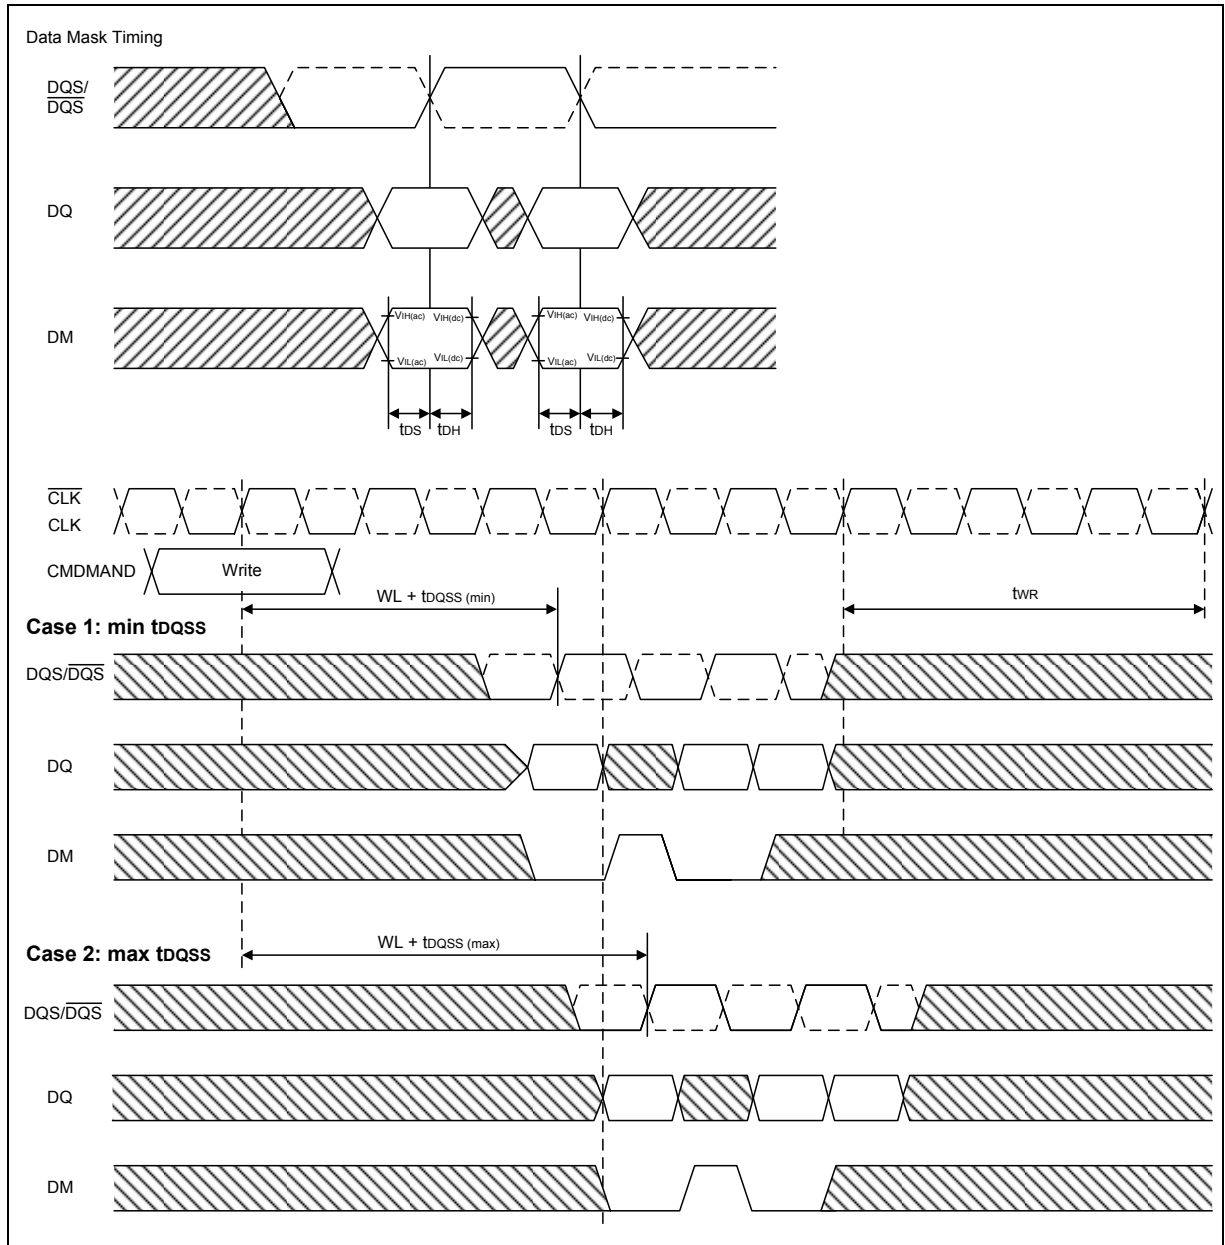 Data Mask Timing
DQS/
DQS
DQ
DM
VIH(ac) VIH(dc) VIH(ac) VIH(dc)
VIL(ac) VIL(dc) VIL(ac) VIL(dc)
tDS tDH tDS tDH
CLK
CLK
CMDMAND Write
WL + tDQSS (min) tWR
Case 1: min tDQSS
DQS/DQS
DQ
DM
Case 2: max tDQSS WL + tDQSS (max)
DQS/DQS
DQ
DM